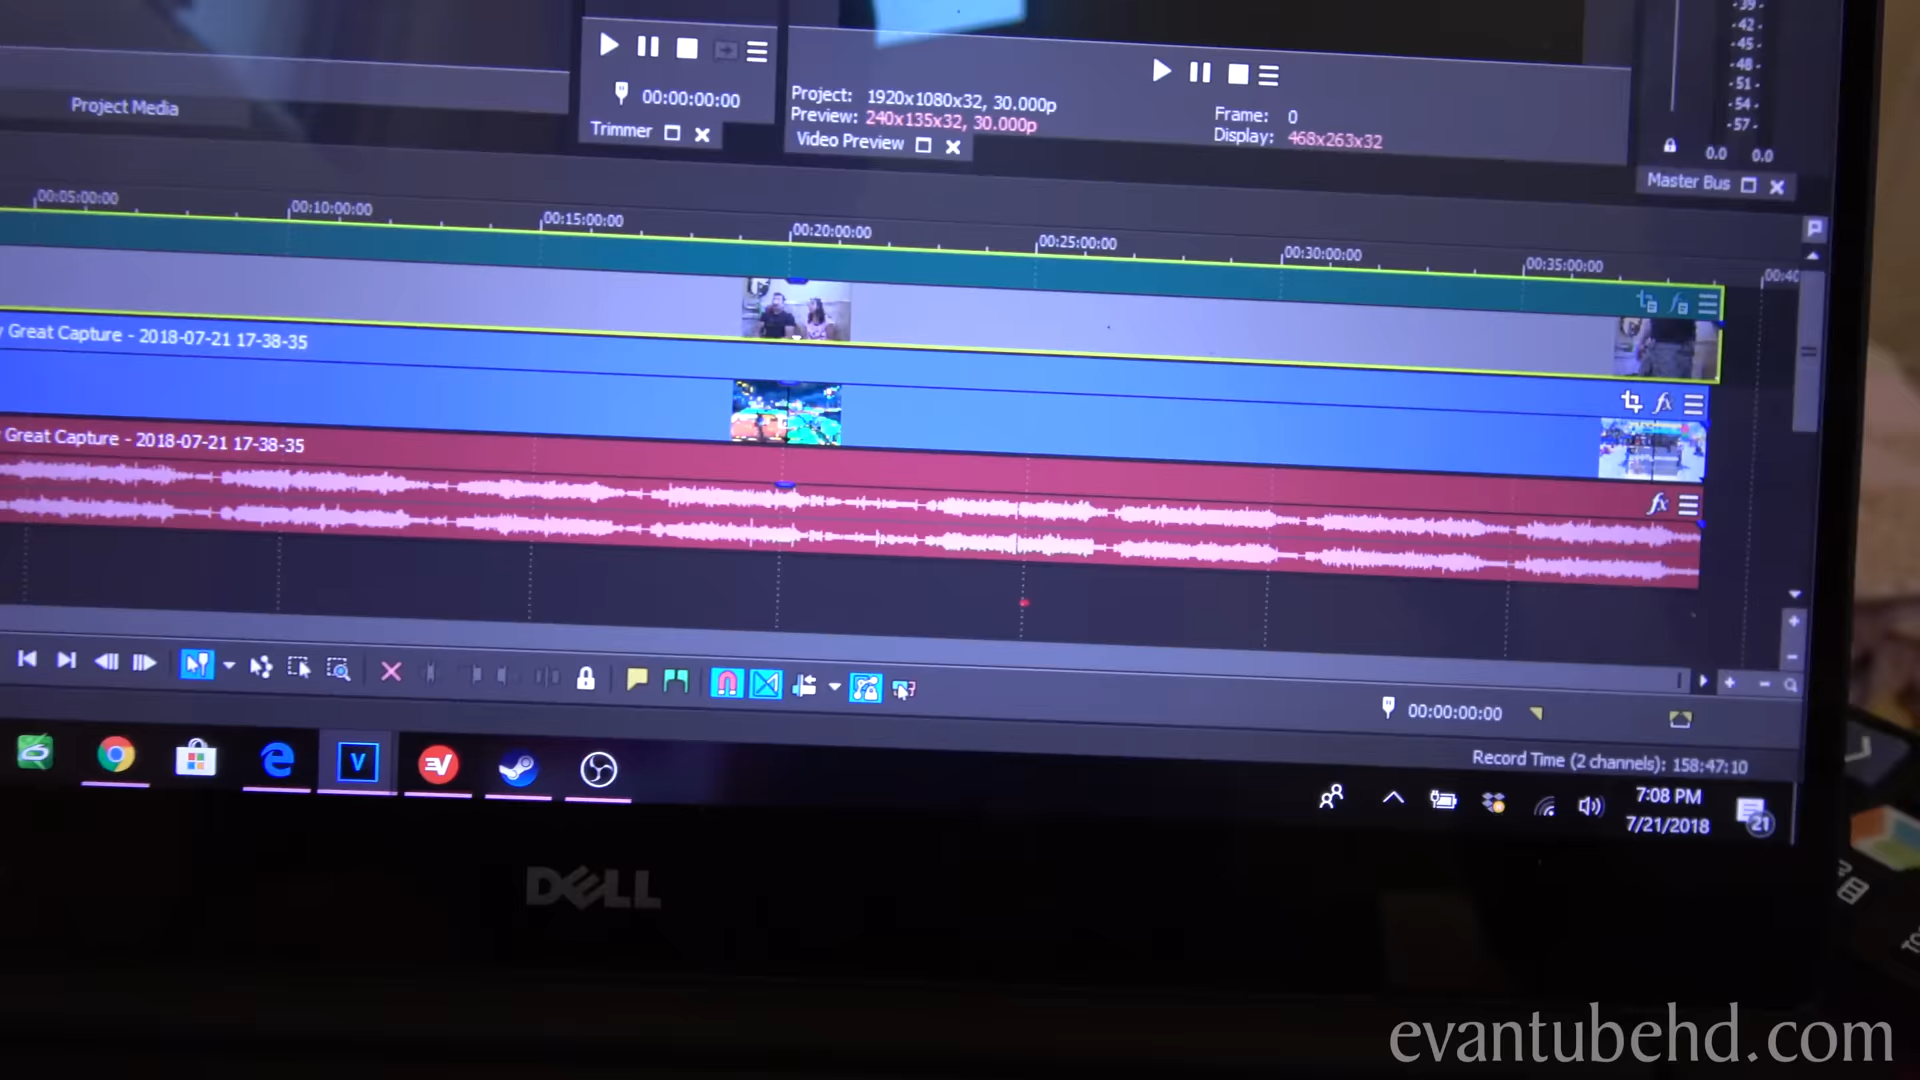 -39-
-42-
-45-
-48-
-51-
-54-
-57-
0.0 0.0
Master Bus
Project Media
00:00:00:00
Trimmer
Project: 1920x1080x32, 30.000p
Preview: 240x135x32, 30.000p
Video Preview
Frame: 0
Display: 468x263x32
00:05:00:00
00:10:00:00
00:15:00:00
00:20:00:00
00:25:00:00
00:30:00:00
00:35:00:00
00:40
y Great Capture - 2018-07-21 17-38-35
Great Capture - 2018-07-21 17-38-35
fx
fx
00:00:00:00
Record Time (2 channels): 158:47:10
V
7:08 PM
7/21/2018
21
DELL
evantubehd.com